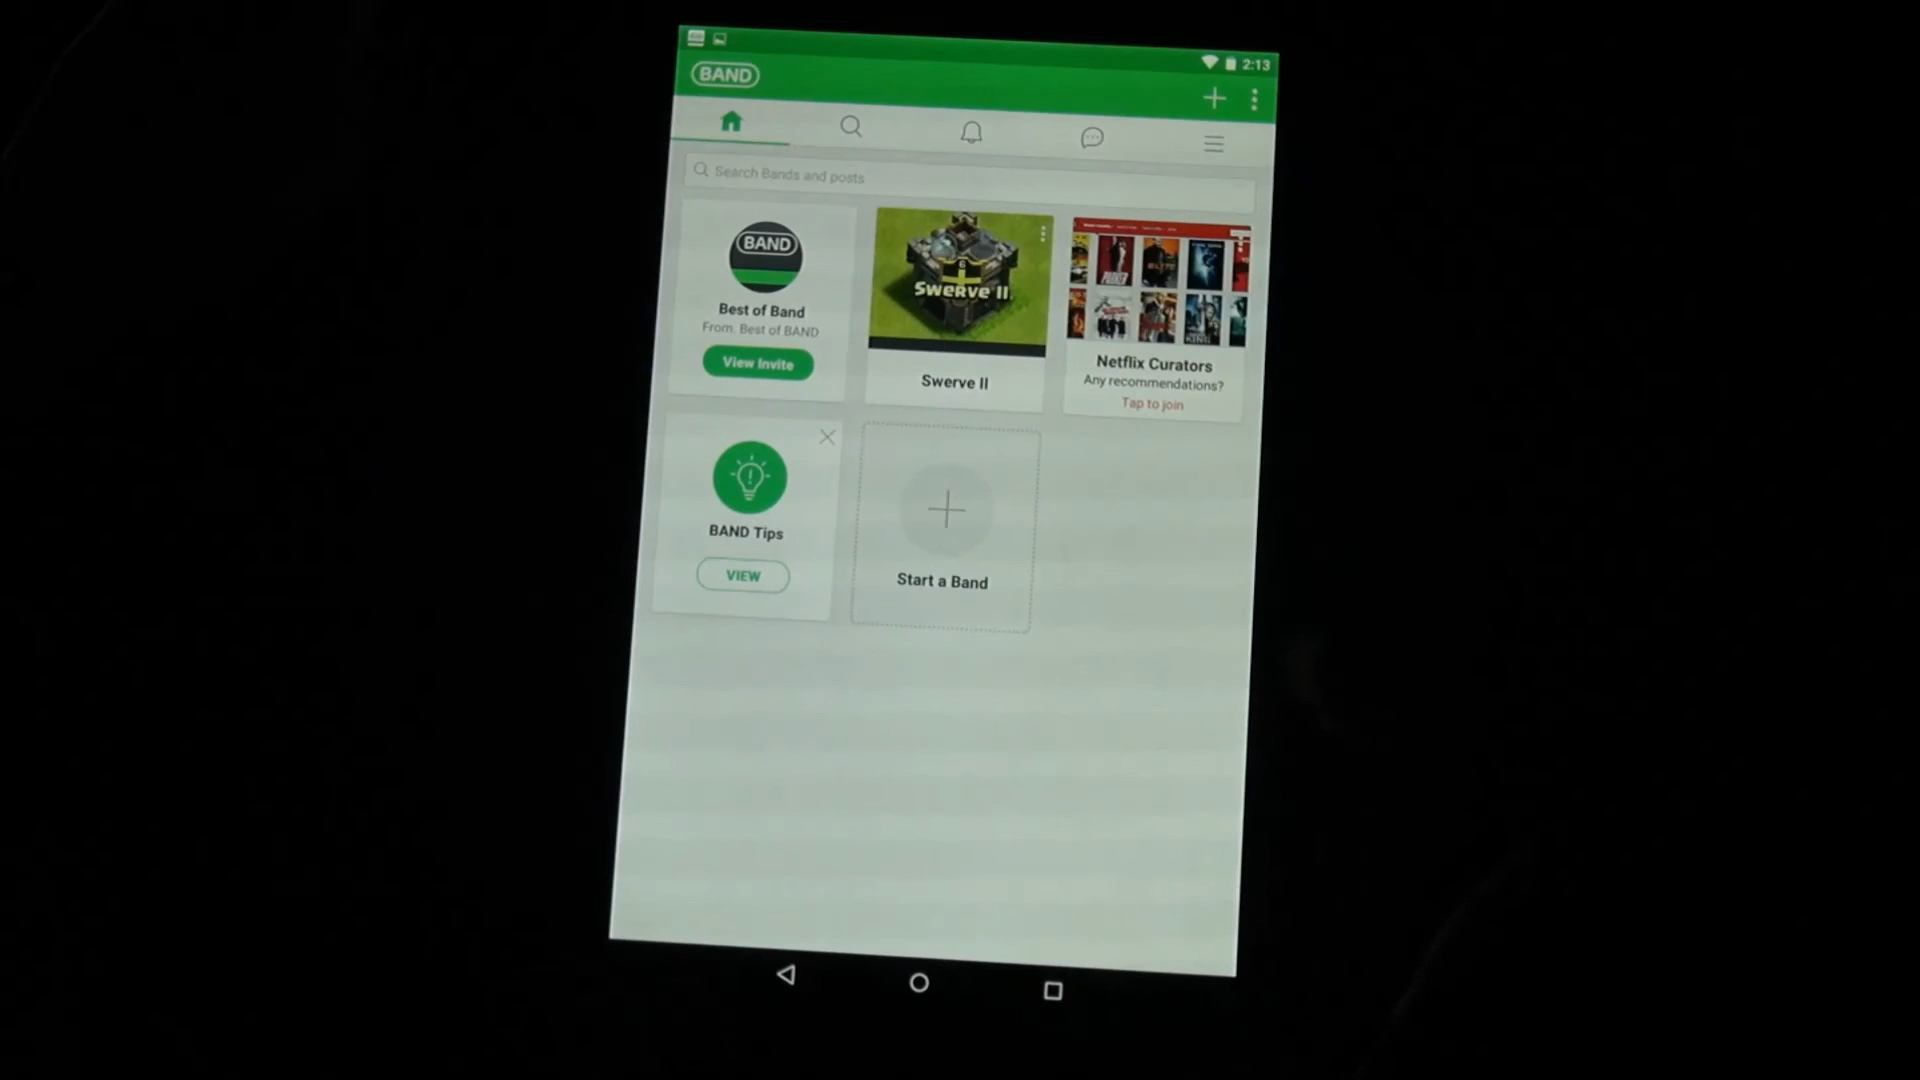 2:13
BAND
Search Bands and posts
BAND
Best of Band
From. Best of BAND
View Invite
6
Swerve II
Swerve II
Netflix Curators
Any recommendations?
Tap to join
BAND Tips
VIEW
Start a Band